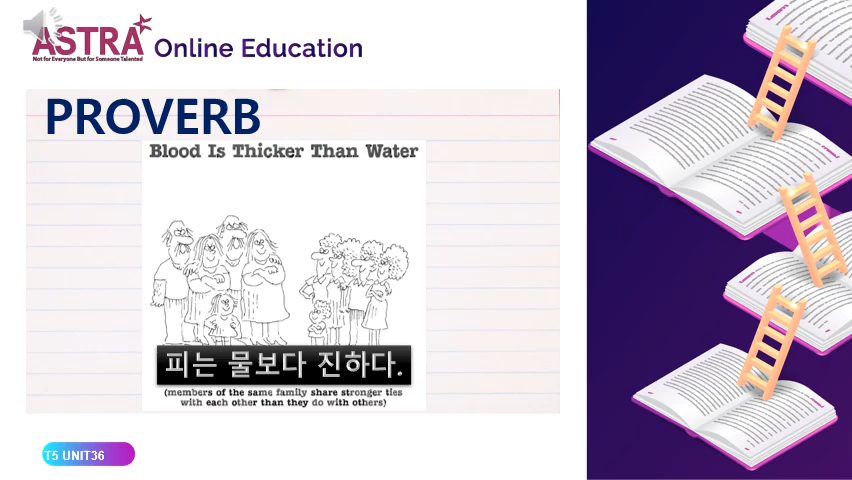 ASTRA
Not for Everyone But for Someone Talented
Online Education
PROVERB
Blood Is Thicker Than Water
피는 물보다 진하다.
(members of the same family share stronger ties
with each other than they do with others)
T5 UNIT36